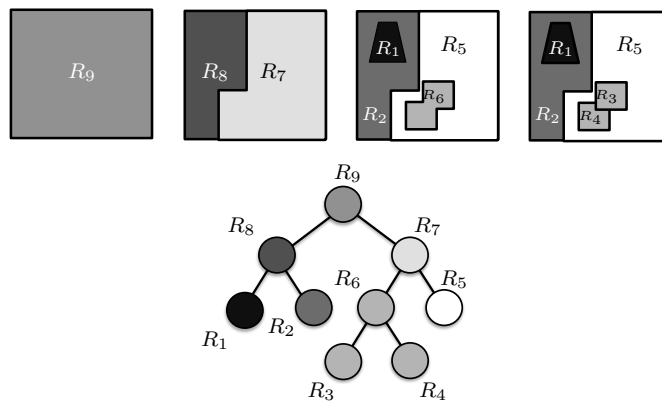 R₉
R₈ R₇
R₁ R₅
R₆
R₂
R₁ R₅
R₃
R₄
R₂
R₉
R₈ R₇
R₆ R₅
R₁ R₂
R₃ R₄